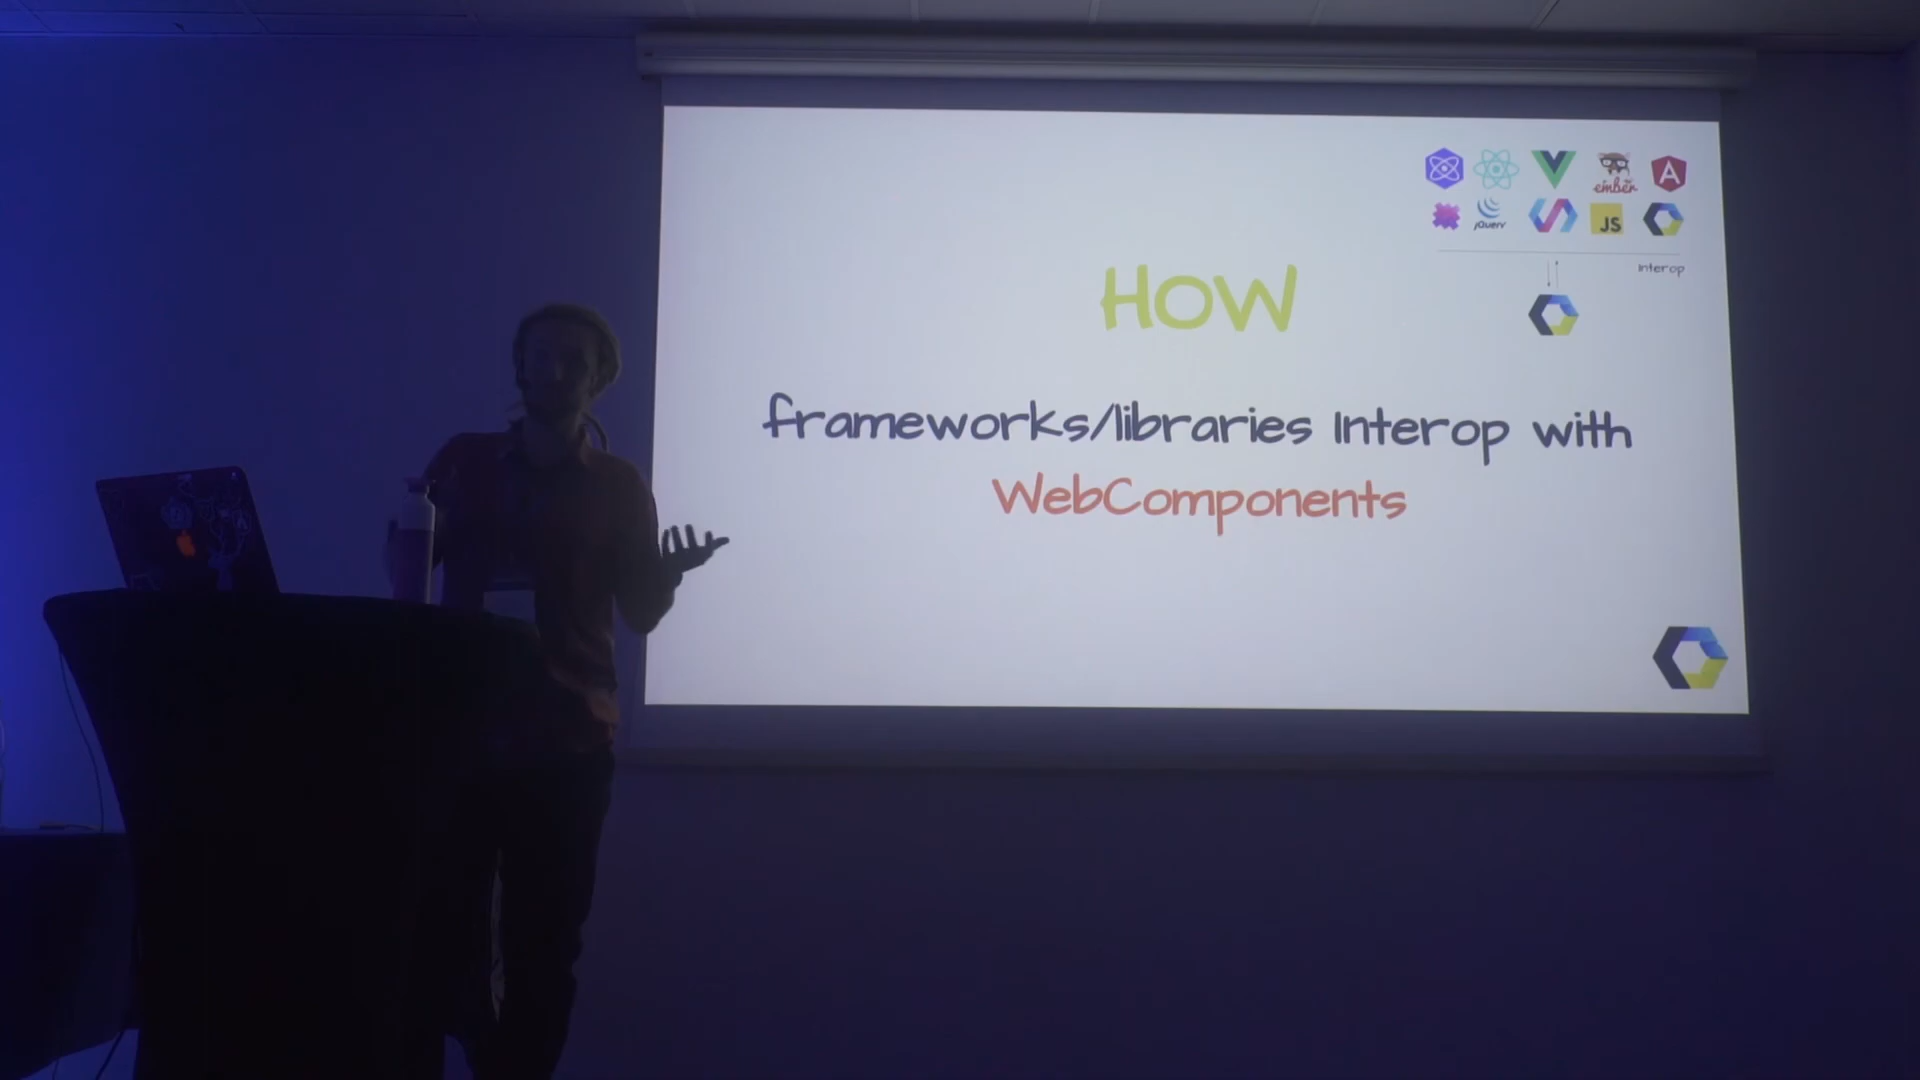 ember
jQuery
JS
Interop
HOW
frameworks/libraries Interop with
WebComponents